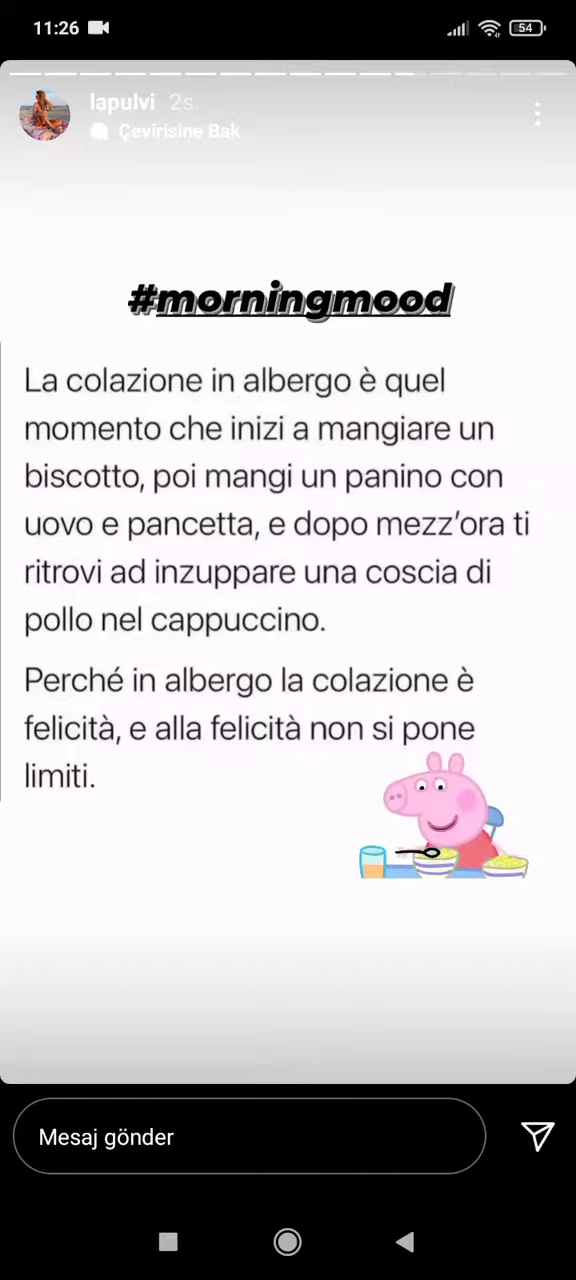 11:26
54
lapulvi 2s
Çevirisine Bak
#morningmood
La colazione in albergo è quel
momento che inizi a mangiare un
biscotto, poi mangi un panino con
uovo e pancetta, e dopo mezz’ora ti
ritrovi ad inzuppare una coscia di
pollo nel cappuccino.
Perché in albergo la colazione è
felicità, e alla felicità non si pone
limiti.
Mesaj gönder